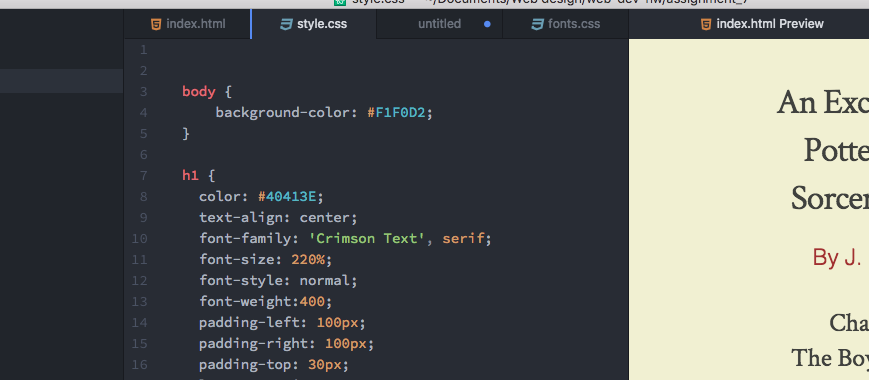 style.css — ~/Documents/Web design/web-dev-hw/assignment_7
index.html
style.css
untitled
fonts.css
index.html Preview
1
2
3 body {
4 background-color: #F1F0D2;
5 }
6
7 h1 {
8 color: #40413E;
9 text-align: center;
10 font-family: 'Crimson Text', serif;
11 font-size: 220%;
12 font-style: normal;
13 font-weight:400;
14 padding-left: 100px;
15 padding-right: 100px;
16 padding-top: 30px;
An Exc
Potte
Sorcer
By J.
Cha
The Boy